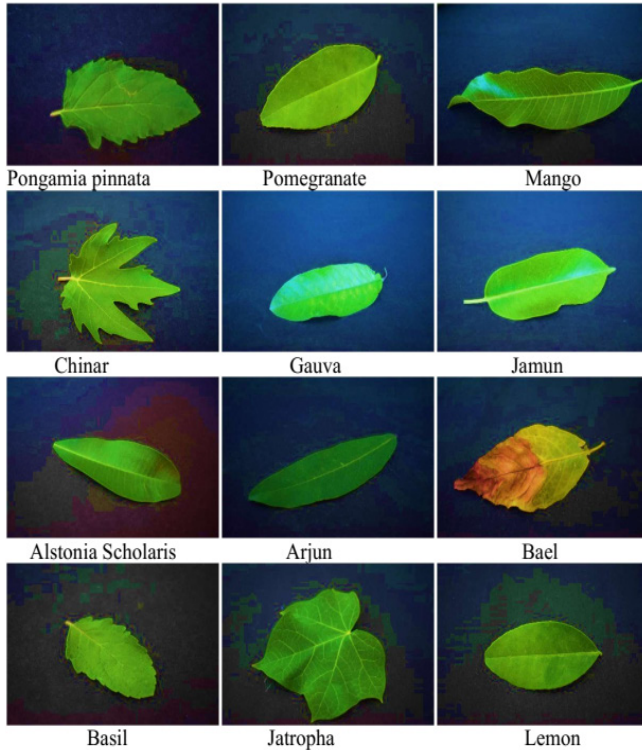 Pongamia pinnata
Pomegranate
Mango
Chinar
Gauva
Jamun
Alstonia Scholaris
Arjun
Bael
Basil
Jatropha
Lemon